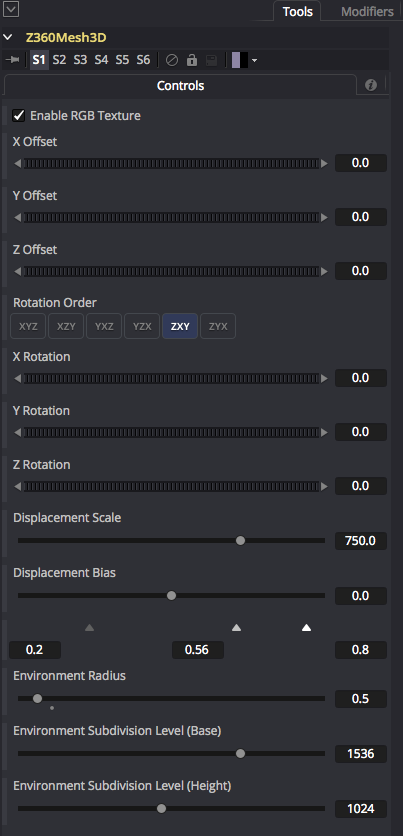 Tools Modifiers
Z360Mesh3D
S1 S2 S3 S4 S5 S6
Controls
Enable RGB Texture
X Offset
0.0
Y Offset
0.0
Z Offset
0.0
Rotation Order
XYZ XZY YXZ YZX ZXY ZYX
X Rotation
0.0
Y Rotation
0.0
Z Rotation
0.0
Displacement Scale
750.0
Displacement Bias
0.0
0.2 0.56 0.8
Environment Radius
0.5
Environment Subdivision Level (Base)
1536
Environment Subdivision Level (Height)
1024